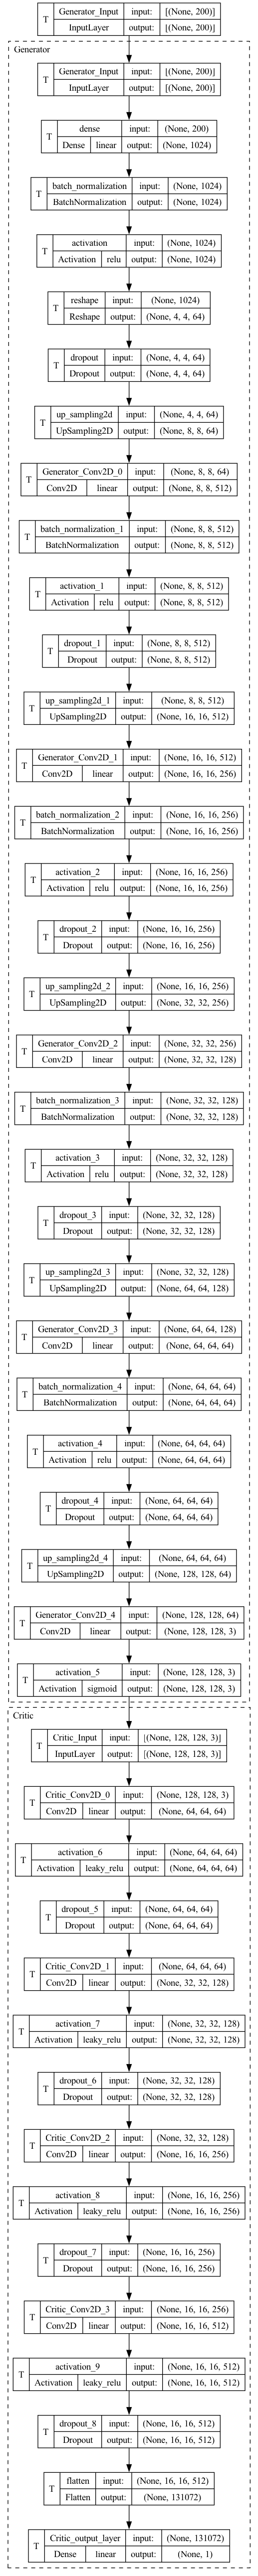 Generator_Input input: [(None, 200)]
InputLayer output: [(None, 200)]
Generator
T Generator_Input input: [(None, 200)]
InputLayer output: [(None, 200)]
T dense input: (None, 200)
Dense linear output: (None, 1024)
T batch_normalization input: (None, 1024)
BatchNormalization output: (None, 1024)
T activation input: (None, 1024)
Activation relu output: (None, 1024)
T reshape input: (None, 1024)
Reshape output: (None, 4, 4, 64)
T dropout input: (None, 4, 4, 64)
Dropout output: (None, 4, 4, 64)
T up_sampling2d input: (None, 4, 4, 64)
UpSampling2D output: (None, 8, 8, 64)
T Generator_Conv2D_0 input: (None, 8, 8, 64)
Conv2D linear output: (None, 8, 8, 512)
T batch_normalization_1 input: (None, 8, 8, 512)
BatchNormalization output: (None, 8, 8, 512)
T activation_1 input: (None, 8, 8, 512)
Activation relu output: (None, 8, 8, 512)
T dropout_1 input: (None, 8, 8, 512)
Dropout output: (None, 8, 8, 512)
T up_sampling2d_1 input: (None, 8, 8, 512)
UpSampling2D output: (None, 16, 16, 512)
T Generator_Conv2D_1 input: (None, 16, 16, 512)
Conv2D linear output: (None, 16, 16, 256)
T batch_normalization_2 input: (None, 16, 16, 256)
BatchNormalization output: (None, 16, 16, 256)
T activation_2 input: (None, 16, 16, 256)
Activation relu output: (None, 16, 16, 256)
T dropout_2 input: (None, 16, 16, 256)
Dropout output: (None, 16, 16, 256)
T up_sampling2d_2 input: (None, 16, 16, 256)
UpSampling2D output: (None, 32, 32, 256)
T Generator_Conv2D_2 input: (None, 32, 32, 256)
Conv2D linear output: (None, 32, 32, 128)
T batch_normalization_3 input: (None, 32, 32, 128)
BatchNormalization output: (None, 32, 32, 128)
T activation_3 input: (None, 32, 32, 128)
Activation relu output: (None, 32, 32, 128)
T dropout_3 input: (None, 32, 32, 128)
Dropout output: (None, 32, 32, 128)
T up_sampling2d_3 input: (None, 32, 32, 128)
UpSampling2D output: (None, 64, 64, 128)
T Generator_Conv2D_3 input: (None, 64, 64, 128)
Conv2D linear output: (None, 64, 64, 64)
T batch_normalization_4 input: (None, 64, 64, 64)
BatchNormalization output: (None, 64, 64, 64)
T activation_4 input: (None, 64, 64, 64)
Activation relu output: (None, 64, 64, 64)
T dropout_4 input: (None, 64, 64, 64)
Dropout output: (None, 64, 64, 64)
T up_sampling2d_4 input: (None, 64, 64, 64)
UpSampling2D output: (None, 128, 128, 64)
T Generator_Conv2D_4 input: (None, 128, 128, 64)
Conv2D linear output: (None, 128, 128, 3)
T activation_5 input: (None, 128, 128, 3)
Activation sigmoid output: (None, 128, 128, 3)
Critic
T Critic_Input input: [(None, 128, 128, 3)]
InputLayer output: [(None, 128, 128, 3)]
T Critic_Conv2D_0 input: (None, 128, 128, 3)
Conv2D linear output: (None, 64, 64, 64)
T activation_6 input: (None, 64, 64, 64)
Activation leaky_relu output: (None, 64, 64, 64)
T dropout_5 input: (None, 64, 64, 64)
Dropout output: (None, 64, 64, 64)
T Critic_Conv2D_1 input: (None, 64, 64, 64)
Conv2D linear output: (None, 32, 32, 128)
T activation_7 input: (None, 32, 32, 128)
Activation leaky_relu output: (None, 32, 32, 128)
T dropout_6 input: (None, 32, 32, 128)
Dropout output: (None, 32, 32, 128)
T Critic_Conv2D_2 input: (None, 32, 32, 128)
Conv2D linear output: (None, 16, 16, 256)
T activation_8 input: (None, 16, 16, 256)
Activation leaky_relu output: (None, 16, 16, 256)
T dropout_7 input: (None, 16, 16, 256)
Dropout output: (None, 16, 16, 256)
T Critic_Conv2D_3 input: (None, 16, 16, 256)
Conv2D linear output: (None, 16, 16, 512)
T activation_9 input: (None, 16, 16, 512)
Activation leaky_relu output: (None, 16, 16, 512)
T dropout_8 input: (None, 16, 16, 512)
Dropout output: (None, 16, 16, 512)
T flatten input: (None, 16, 16, 512)
Flatten output: (None, 131072)
T Critic_output_layer input: (None, 131072)
Dense linear output: (None, 1)